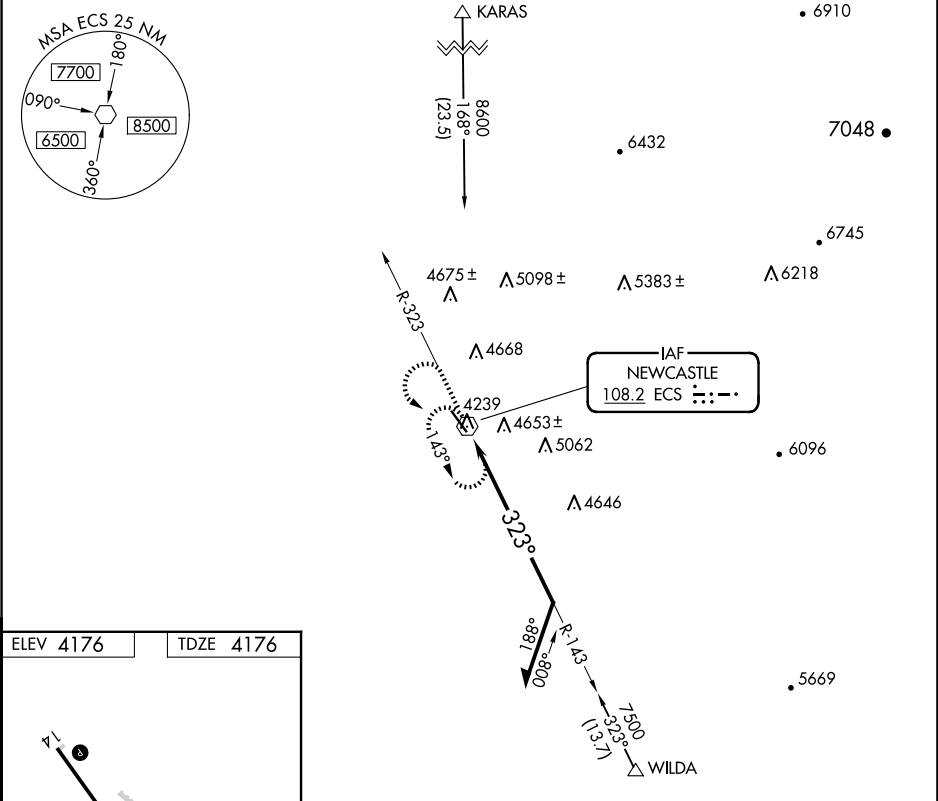 MSA ECS 25 NM
180°
7700
090°
8500
6500
360°
KARAS
8600
168°
(23.5)
6910
6432
7048
6745
R-323
4675 ±
5098 ±
5383 ±
6218
4668
IAF
NEWCASTLE
108.2 ECS
4239
4653 ±
5062
143°
6096
4646
323°
188°
008°
R-143
5669
7500
323°
(13.7)
WILDA
ELEV 4176
TDZE 4176
14
P